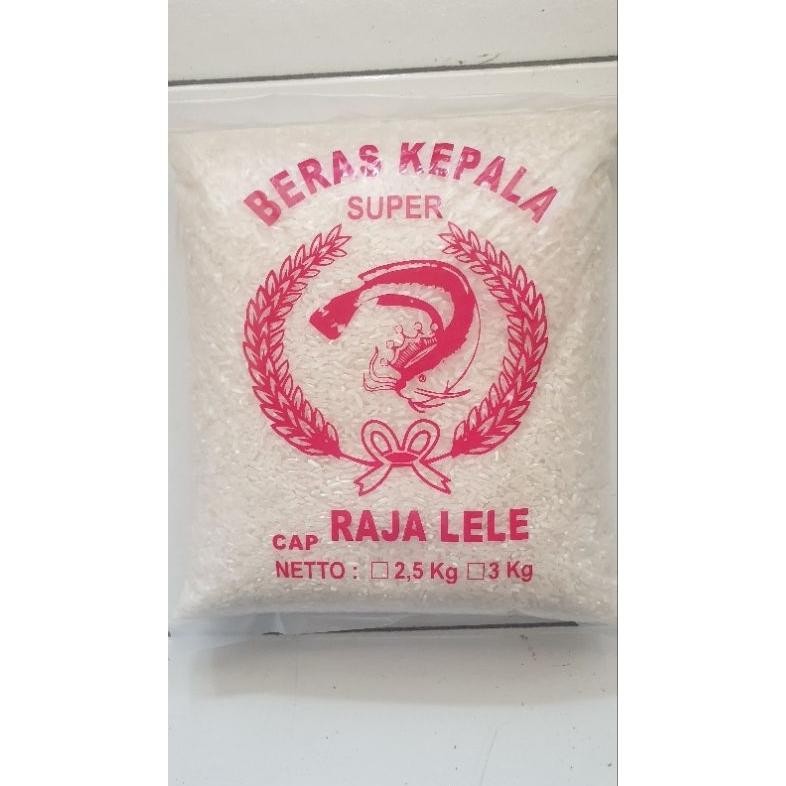 BERAS KEPALA
SUPER
CAP RAJA LELE
NETTO : ☐ 2,5 Kg ☐ 3 Kg